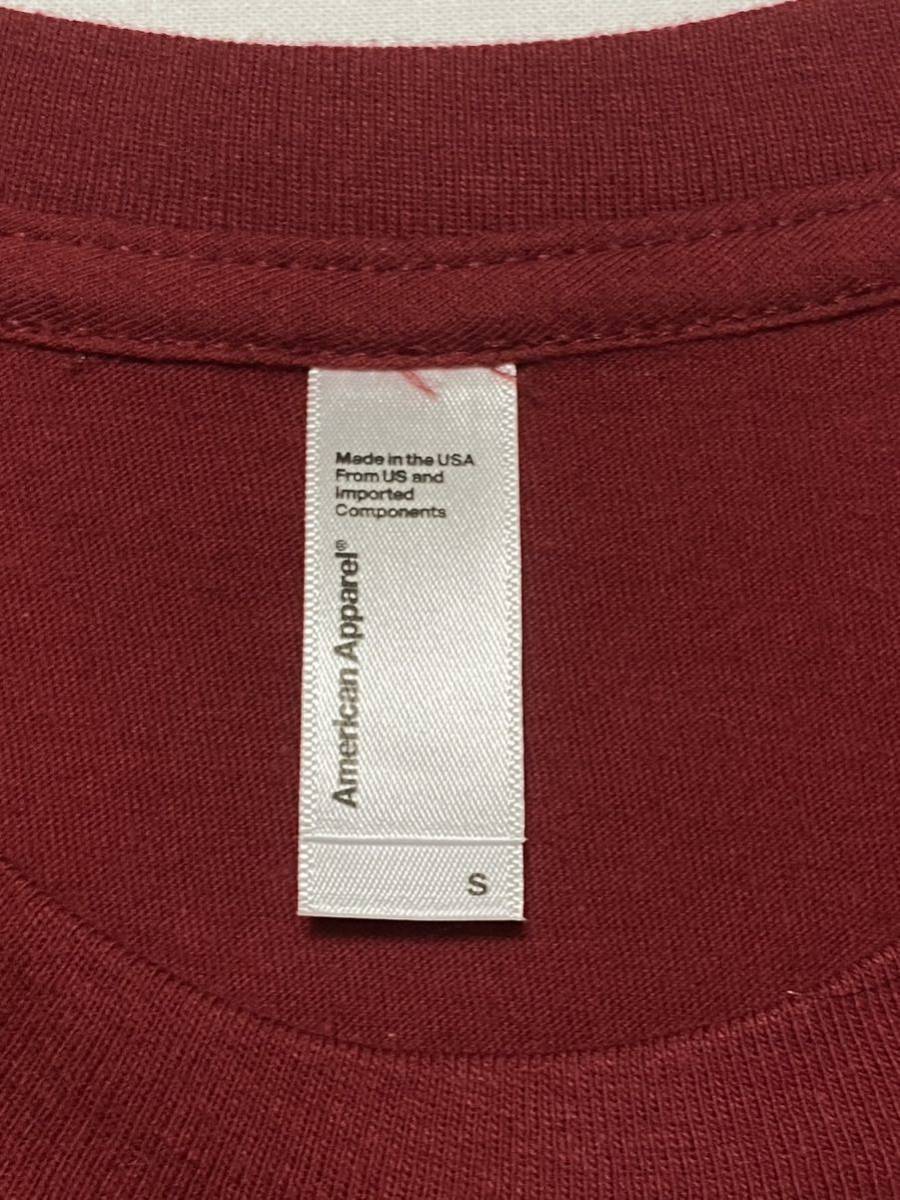 Made in the USA
From US and
Imported
Components
American Apparel®
S